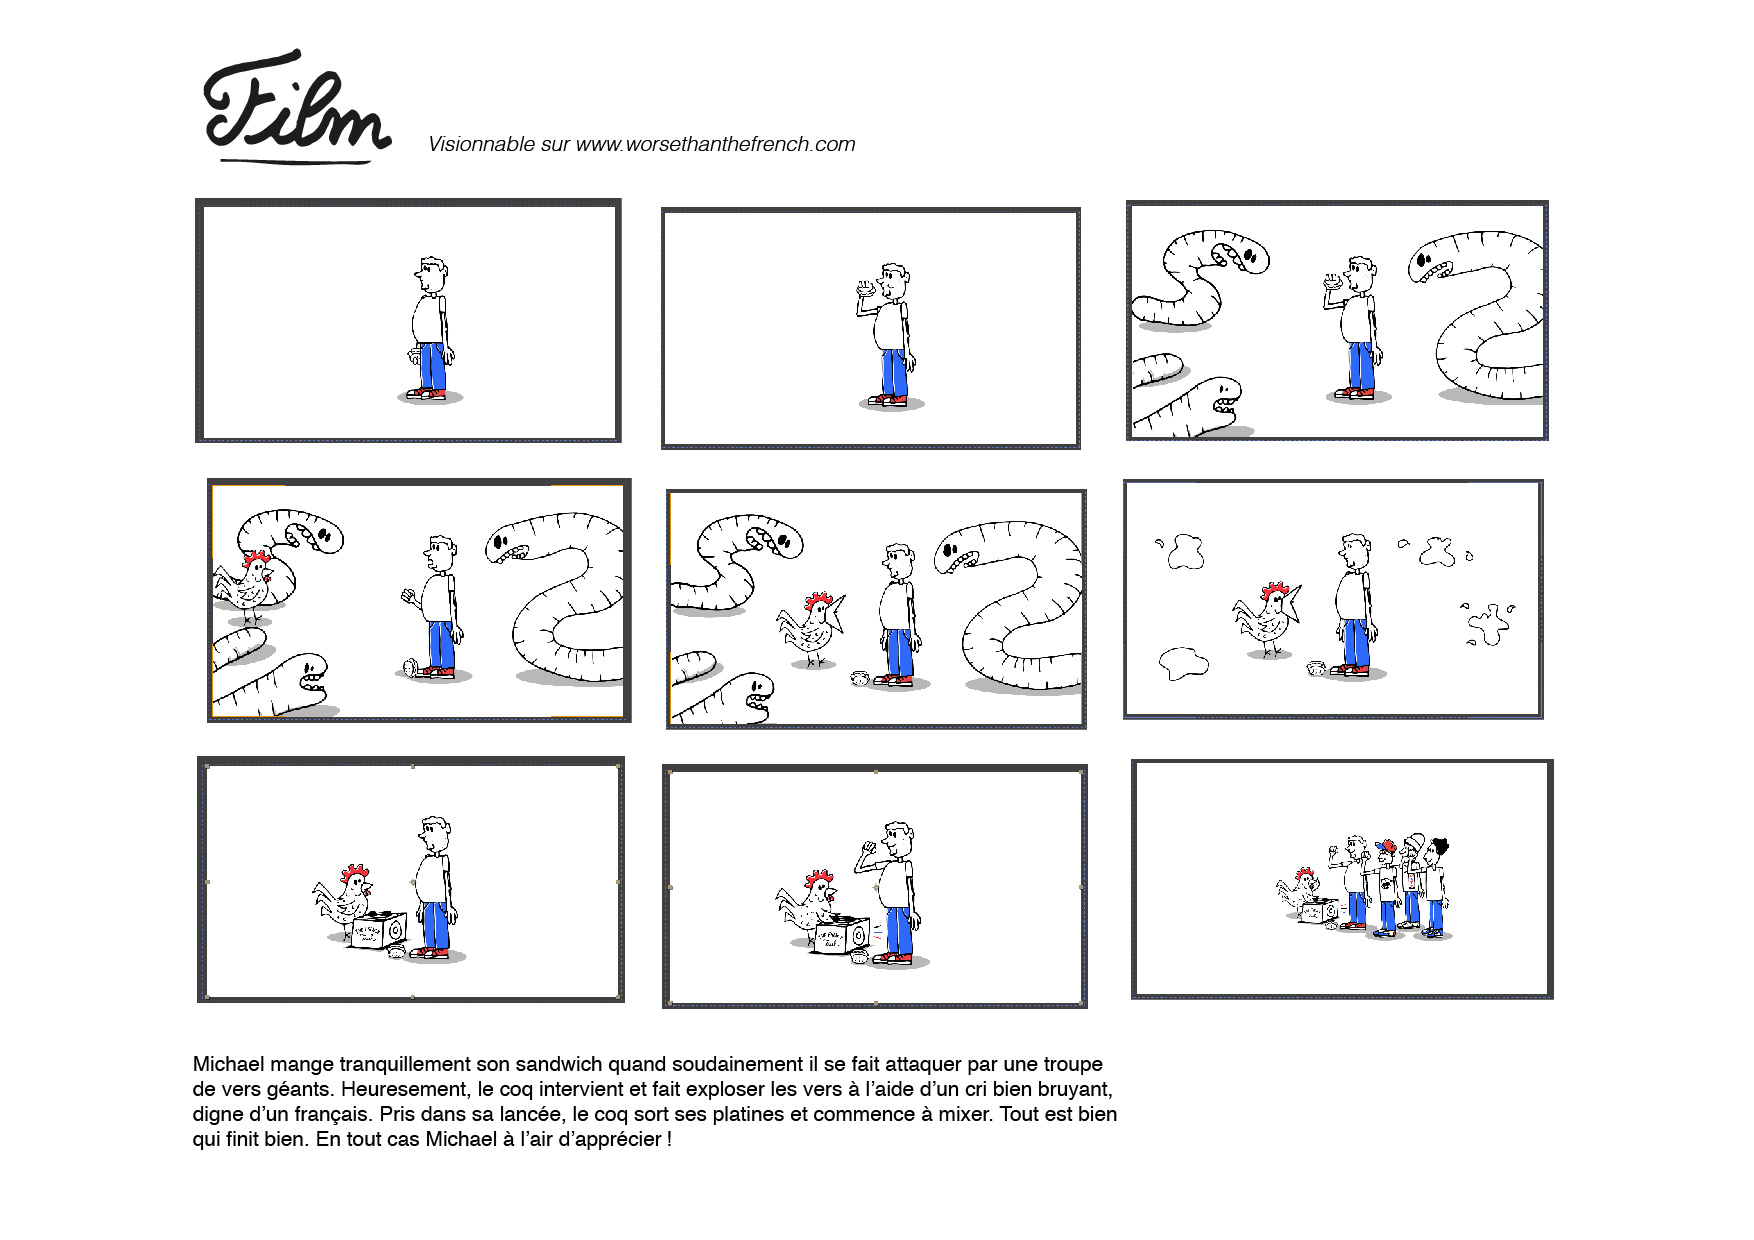 Film
Visionnable sur www.worsethanthefrench.com
Michael mange tranquillement son sandwich quand soudainement il se fait attaquer par une troupe
de vers géants. Heuresement, le coq intervient et fait exploser les vers à l’aide d’un cri bien bruyant,
digne d’un français. Pris dans sa lancée, le coq sort ses platines et commence à mixer. Tout est bien
qui finit bien. En tout cas Michael à l’air d’apprécier !